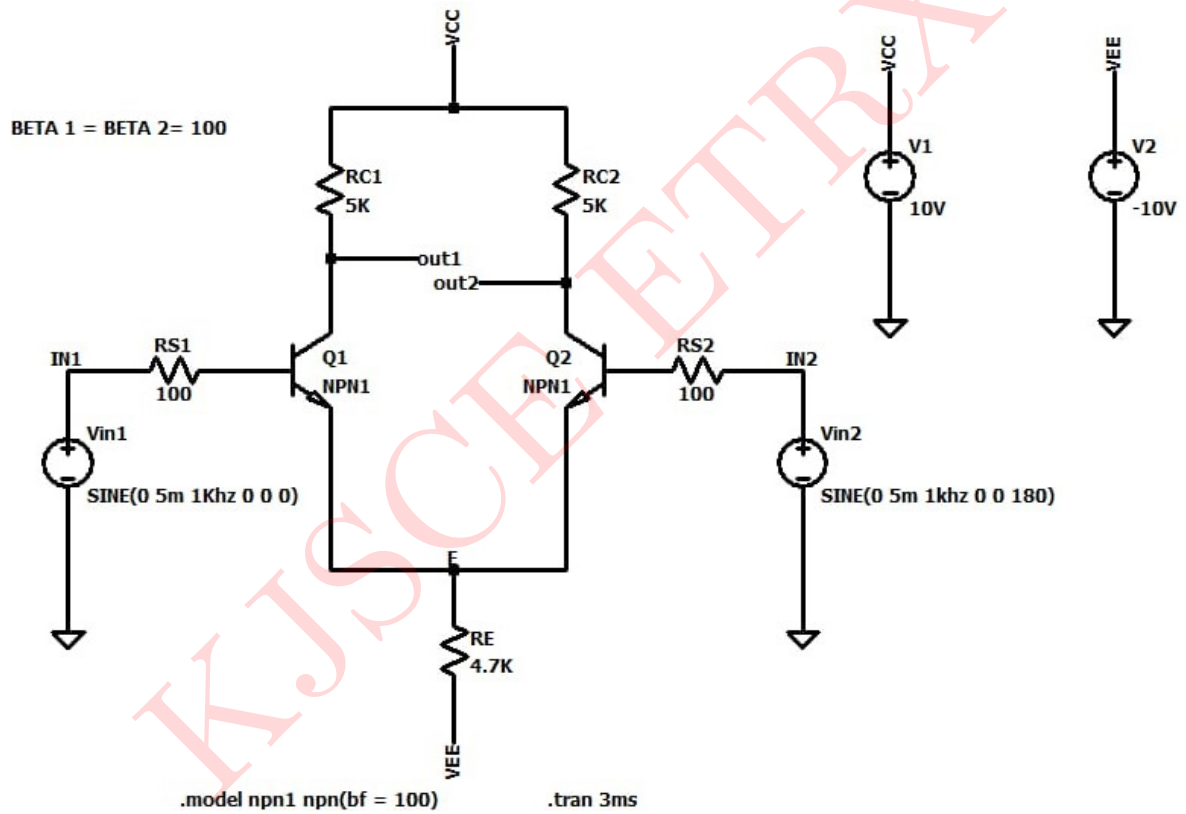 VCC
VCC
VEE
BETA 1 = BETA 2= 100
RC1
5K
RC2
5K
V1
10V
V2
-10V
out1
out2
IN1
RS1
100
Q1
NPN1
Q2
NPN1
RS2
100
IN2
Vin1
SINE(0 5m 1Khz 0 0 0)
Vin2
SINE(0 5m 1khz 0 0 180)
E
RE
4.7K
VEE
.model npn1 npn(bf = 100)
.tran 3ms
KJSCE ETRX